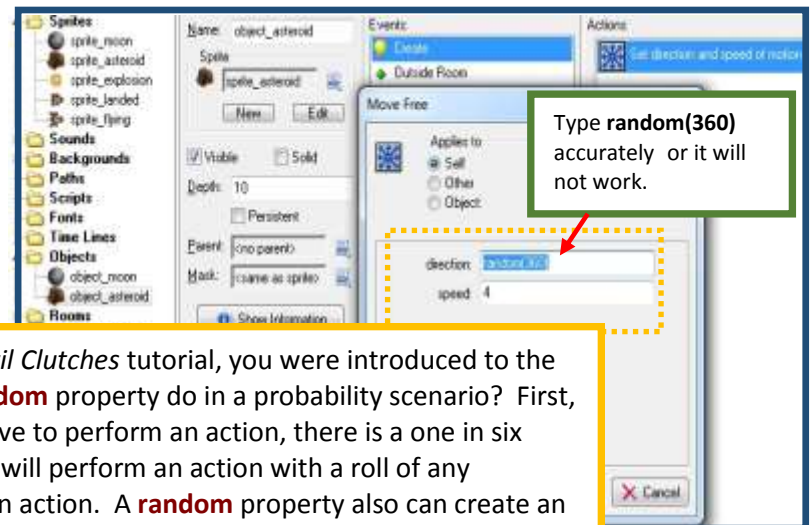 Sprites
sprite_moon
sprite_asteroid
sprite_explosion
sprite_landed
sprite_flying
Sounds
Backgrounds
Paths
Scripts
Fonts
Time Lines
Objects
object_moon
object_asteroid
Rooms
Name: object_asteroid
Sprite
sprite_asteroid
New Edit
Visible Solid
Depth: 10
Persistent
Parent: <no parent>
Mask: <same as sprite>
Show Information
Events:
Create
Outside Room
Actions:
Set direction and speed of motion
Move Free
Applies to
Self
Other
Object:
direction: random(360)
speed: 4
Cancel
Type random(360)
accurately or it will
not work.
il Clutches tutorial, you were introduced to the
dom property do in a probability scenario? First,
ve to perform an action, there is a one in six
will perform an action with a roll of any
n action. A random property also can create an